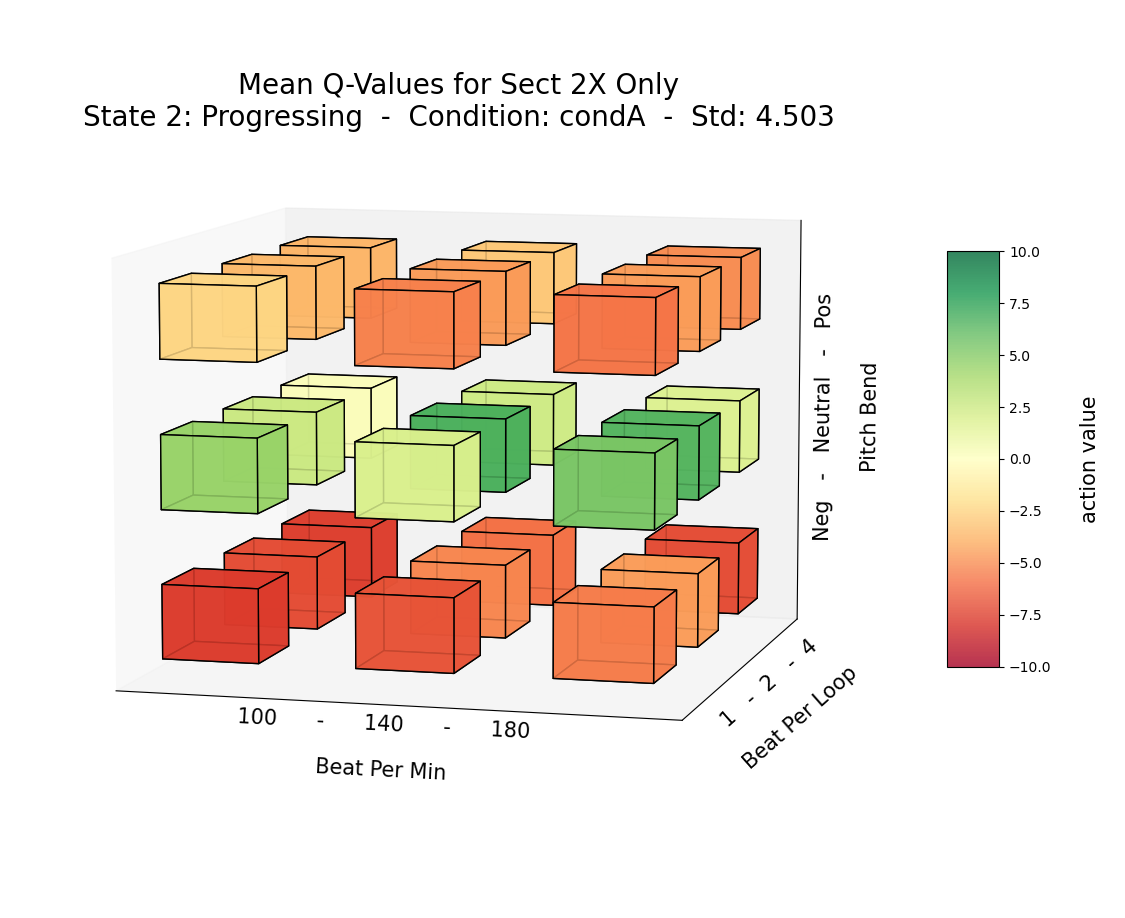 Mean Q-Values for Sect 2X Only
State 2: Progressing  -  Condition: condA  -  Std: 4.503
10.0
7.5
5.0
2.5
0.0
−2.5
−5.0
−7.5
−10.0
action value
Neg   -   Neutral   -   Pos
Pitch Bend
1  -  2  -  4
Beat Per Loop
100   -   140   -   180
Beat Per Min